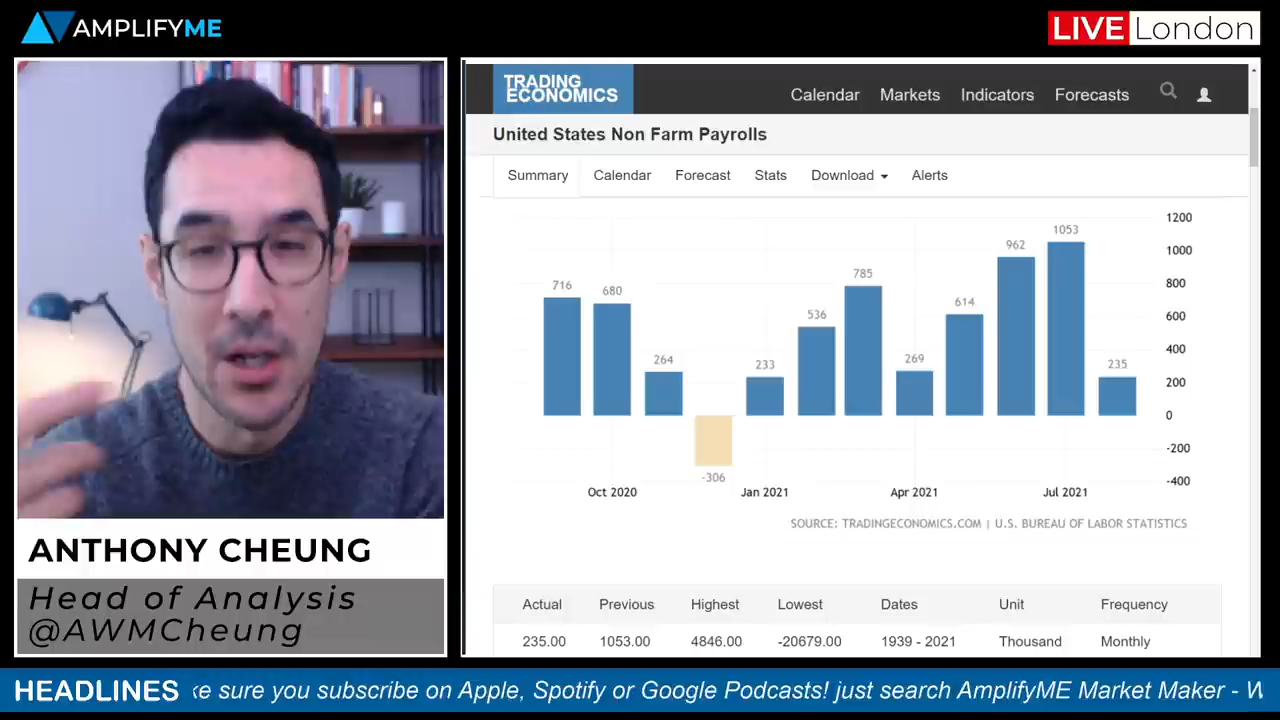 AMPLIFYME
LIVE London
TRADING ECONOMICS
Calendar Markets Indicators Forecasts
United States Non Farm Payrolls
Summary Calendar Forecast Stats Download Alerts
1200
1000
800
600
400
200
0
-200
-400
716
680
264
-306
233
536
785
269
614
962
1053
235
Oct 2020 Jan 2021 Apr 2021 Jul 2021
SOURCE: TRADINGECONOMICS.COM | U.S. BUREAU OF LABOR STATISTICS
Actual Previous Highest Lowest Dates Unit Frequency
235.00 1053.00 4846.00 -20679.00 1939 - 2021 Thousand Monthly
ANTHONY CHEUNG
Head of Analysis
@AWMCheung
HEADLINES ke sure you subscribe on Apple, Spotify or Google Podcasts! just search AmplifyME Market Maker - W